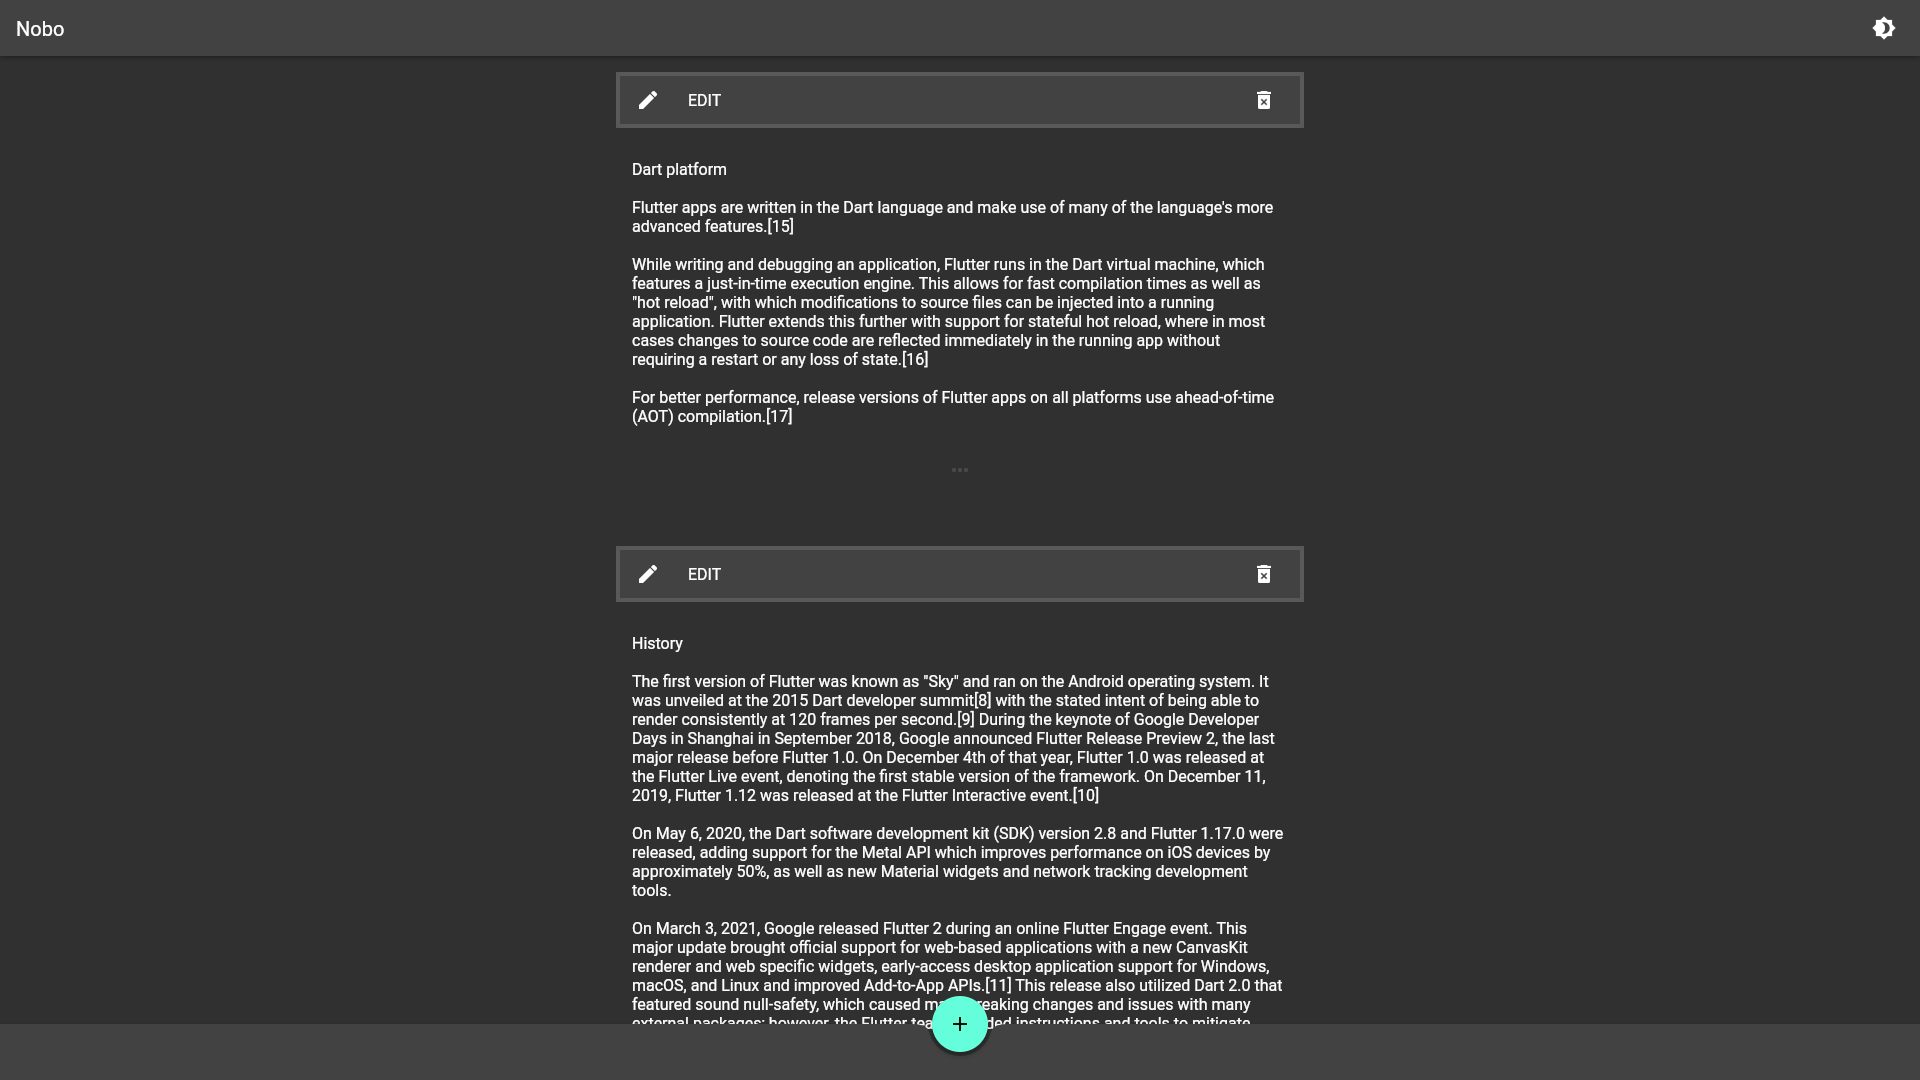 Nobo
EDIT
Dart platform
Flutter apps are written in the Dart language and make use of many of the language's more
advanced features.[15]
While writing and debugging an application, Flutter runs in the Dart virtual machine, which
features a just-in-time execution engine. This allows for fast compilation times as well as
"hot reload", with which modifications to source files can be injected into a running
application. Flutter extends this further with support for stateful hot reload, where in most
cases changes to source code are reflected immediately in the running app without
requiring a restart or any loss of state.[16]
For better performance, release versions of Flutter apps on all platforms use ahead-of-time
(AOT) compilation.[17]
EDIT
History
The first version of Flutter was known as "Sky" and ran on the Android operating system. It
was unveiled at the 2015 Dart developer summit[8] with the stated intent of being able to
render consistently at 120 frames per second.[9] During the keynote of Google Developer
Days in Shanghai in September 2018, Google announced Flutter Release Preview 2, the last
major release before Flutter 1.0. On December 4th of that year, Flutter 1.0 was released at
the Flutter Live event, denoting the first stable version of the framework. On December 11,
2019, Flutter 1.12 was released at the Flutter Interactive event.[10]
On May 6, 2020, the Dart software development kit (SDK) version 2.8 and Flutter 1.17.0 were
released, adding support for the Metal API which improves performance on iOS devices by
approximately 50%, as well as new Material widgets and network tracking development
tools.
On March 3, 2021, Google released Flutter 2 during an online Flutter Engage event. This
major update brought official support for web-based applications with a new CanvasKit
renderer and web specific widgets, early-access desktop application support for Windows,
macOS, and Linux and improved Add-to-App APIs.[11] This release also utilized Dart 2.0 that
featured sound null-safety, which caused changes and issues with many
external packages; however, the Flutter instructions and tools to mitigate